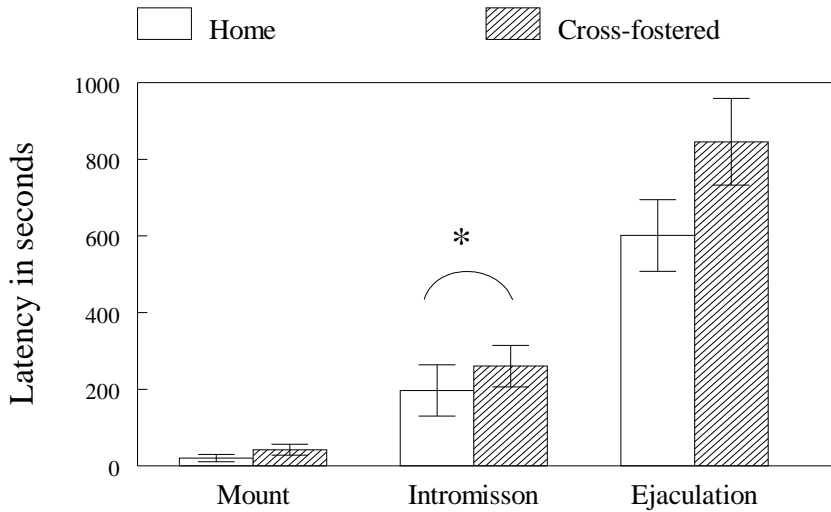 Home
Cross-fostered
Latency in seconds
1000
800
600
400
200
0
*
Mount
Intromisson
Ejaculation